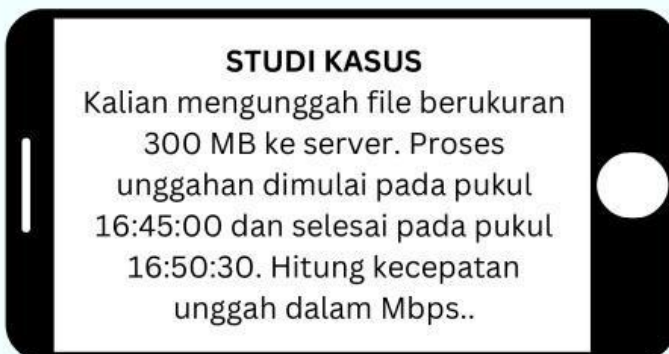 STUDI KASUS
Kalian mengunggah file berukuran
300 MB ke server. Proses
unggahan dimulai pada pukul
16:45:00 dan selesai pada pukul
16:50:30. Hitung kecepatan
unggah dalam Mbps..